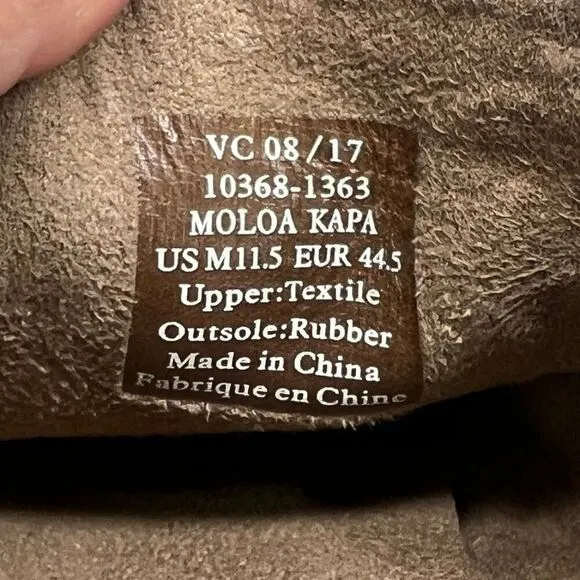 VC 08/17
10368-1363
MOLOA KAPA
US M11.5 EUR 44.5
Upper:Textile
Outsole:Rubber
Made in China
Fabrique en Chine